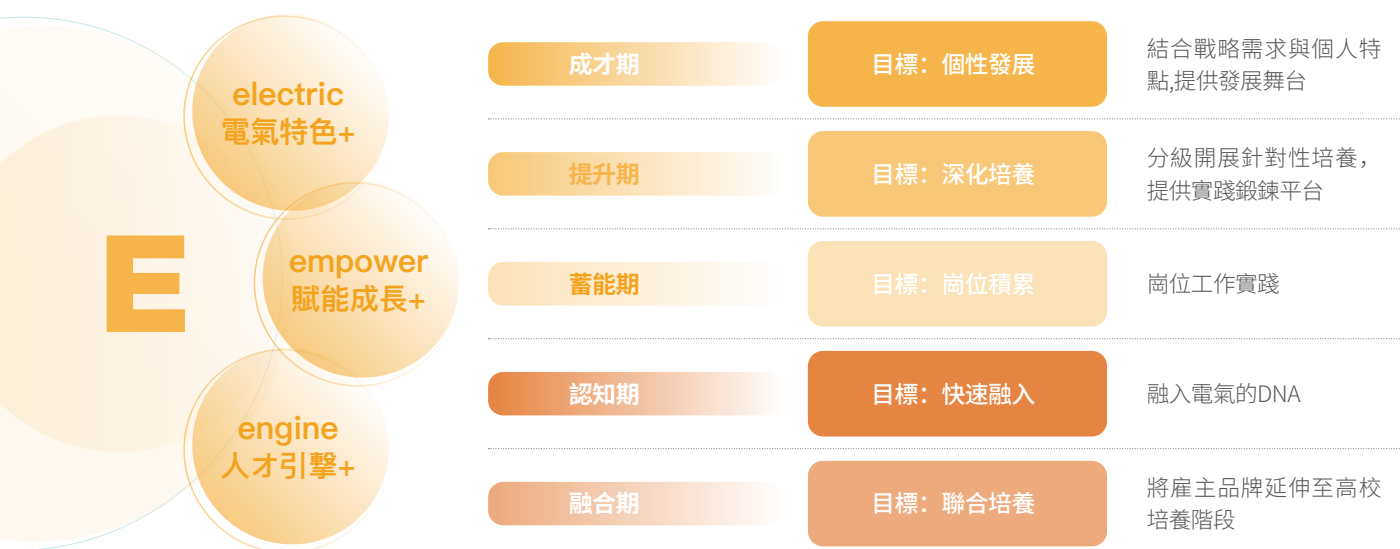 E
electric
電氣特色+
empower
賦能成長+
engine
人才引擎+
成才期
目標：個性發展
結合戰略需求與個人特
點,提供發展舞台
提升期
目標：深化培養
分級開展針對性培養，
提供實踐鍛鍊平台
蓄能期
目標：崗位積累
崗位工作實踐
認知期
目標：快速融入
融入電氣的DNA
融合期
目標：聯合培養
將雇主品牌延伸至高校
培養階段